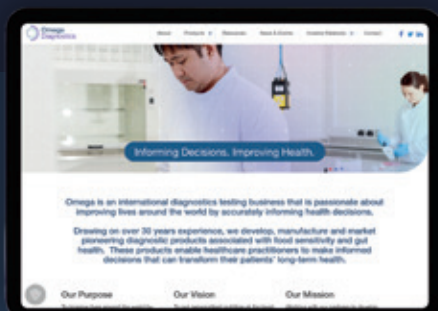 Omega
Diagnostics
About Products Resources News & Events Investor Relations Contact
Informing Decisions. Improving Health.
Omega is an international diagnostics testing business that is passionate about
improving lives around the world by accurately informing health decisions.
Drawing on over 30 years experience, we develop, manufacture and market
pioneering diagnostic products associated with food sensitivity and gut
health. These products enable healthcare practitioners to make informed
decisions that can transform their patients' long-term health.
Our Purpose Our Vision Our Mission